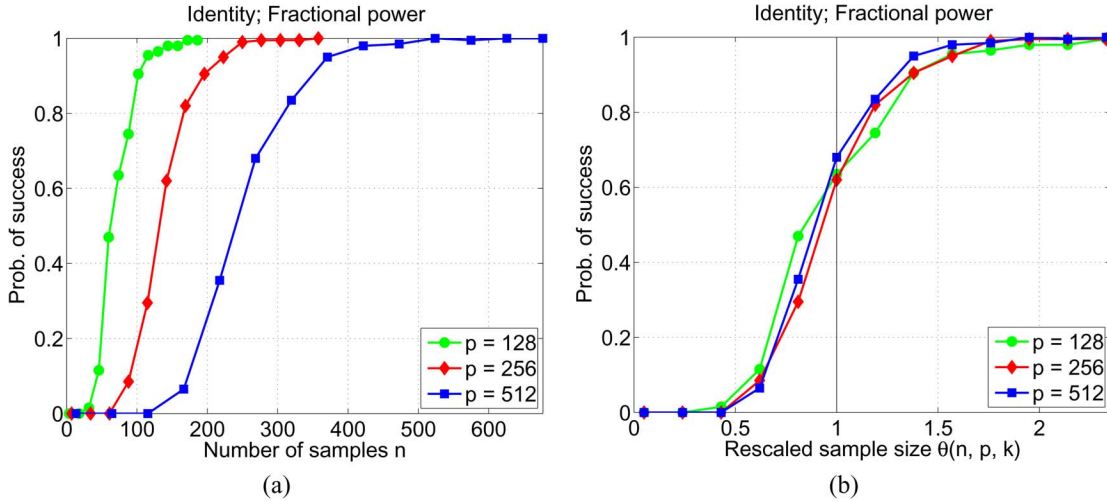 Identity; Fractional power
1
0.8
0.6
0.4
0.2
0
Prob. of success
0 100 200 300 400 500 600
Number of samples n
p = 128
p = 256
p = 512
(a)
Identity; Fractional power
1
0.8
0.6
0.4
0.2
0
Prob. of success
0 0.5 1 1.5 2
Rescaled sample size θ(n, p, k)
p = 128
p = 256
p = 512
(b)